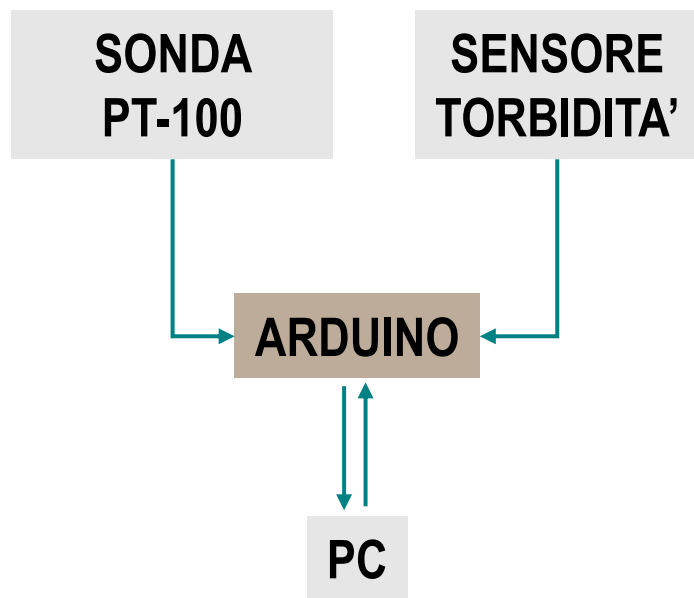 SONDA
PT-100
SENSORE
TORBIDITA’
ARDUINO
PC